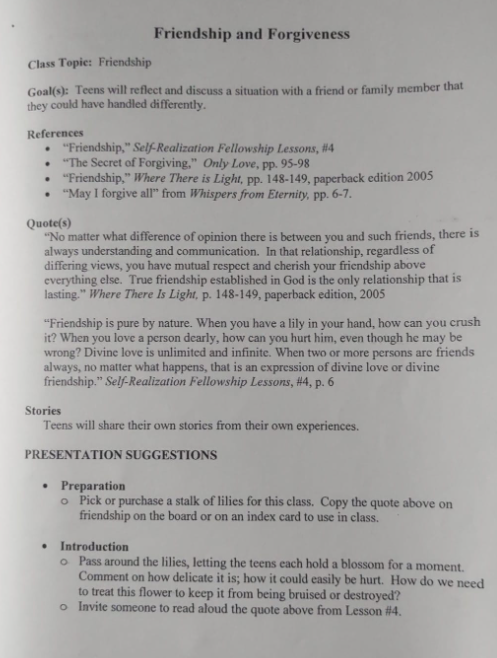 Friendship and Forgiveness
Class Topic: Friendship
Goal(s): Teens will reflect and discuss a situation with a friend or family member that
they could have handled differently.
References
• "Friendship," Self-Realization Fellowship Lessons, #4
• "The Secret of Forgiving," Only Love, pp. 95-98
• "Friendship," Where There is Light, pp. 148-149, paperback edition 2005
• "May I forgive all" from Whispers from Eternity, pp. 6-7.
Quote(s)
"No matter what difference of opinion there is between you and such friends, there is
always understanding and communication. In that relationship, regardless of
differing views, you have mutual respect and cherish your friendship above
everything else. True friendship established in God is the only relationship that is
lasting." Where There Is Light, p. 148-149, paperback edition, 2005
"Friendship is pure by nature. When you have a lily in your hand, how can you crush
it? When you love a person dearly, how can you hurt him, even though he may be
wrong? Divine love is unlimited and infinite. When two or more persons are friends
always, no matter what happens, that is an expression of divine love or divine
friendship." Self-Realization Fellowship Lessons, #4, p. 6
Stories
Teens will share their own stories from their own experiences.
PRESENTATION SUGGESTIONS
• Preparation
o Pick or purchase a stalk of lilies for this class. Copy the quote above on
friendship on the board or on an index card to use in class.
• Introduction
o Pass around the lilies, letting the teens each hold a blossom for a moment.
Comment on how delicate it is; how it could easily be hurt. How do we need
to treat this flower to keep it from being bruised or destroyed?
o Invite someone to read aloud the quote above from Lesson #4.